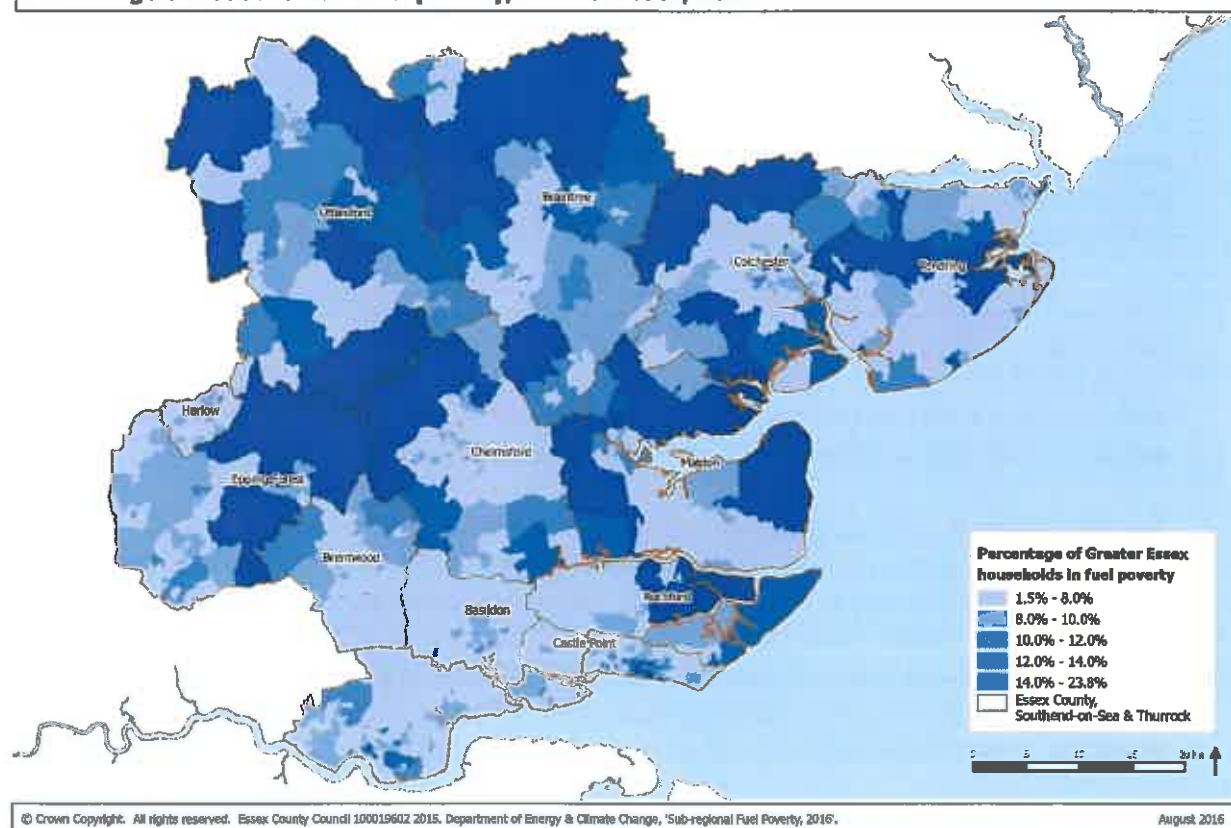 Uttlesford
Braintree
Colchester
Tendring
Harlow
Chelmsford
Maldon
Epping Forest
Brentwood
Rochford
Basildon
Castle Point
Percentage of Greater Essex
households in fuel poverty
1.5% - 8.0%
8.0% - 10.0%
10.0% - 12.0%
12.0% - 14.0%
14.0% - 23.8%
Essex County,
Southend-on-Sea & Thurrock
© Crown Copyright. All rights reserved. Essex County Council 100019602 2015. Department of Energy & Climate Change, 'Sub-regional Fuel Poverty, 2016'.
August 2016